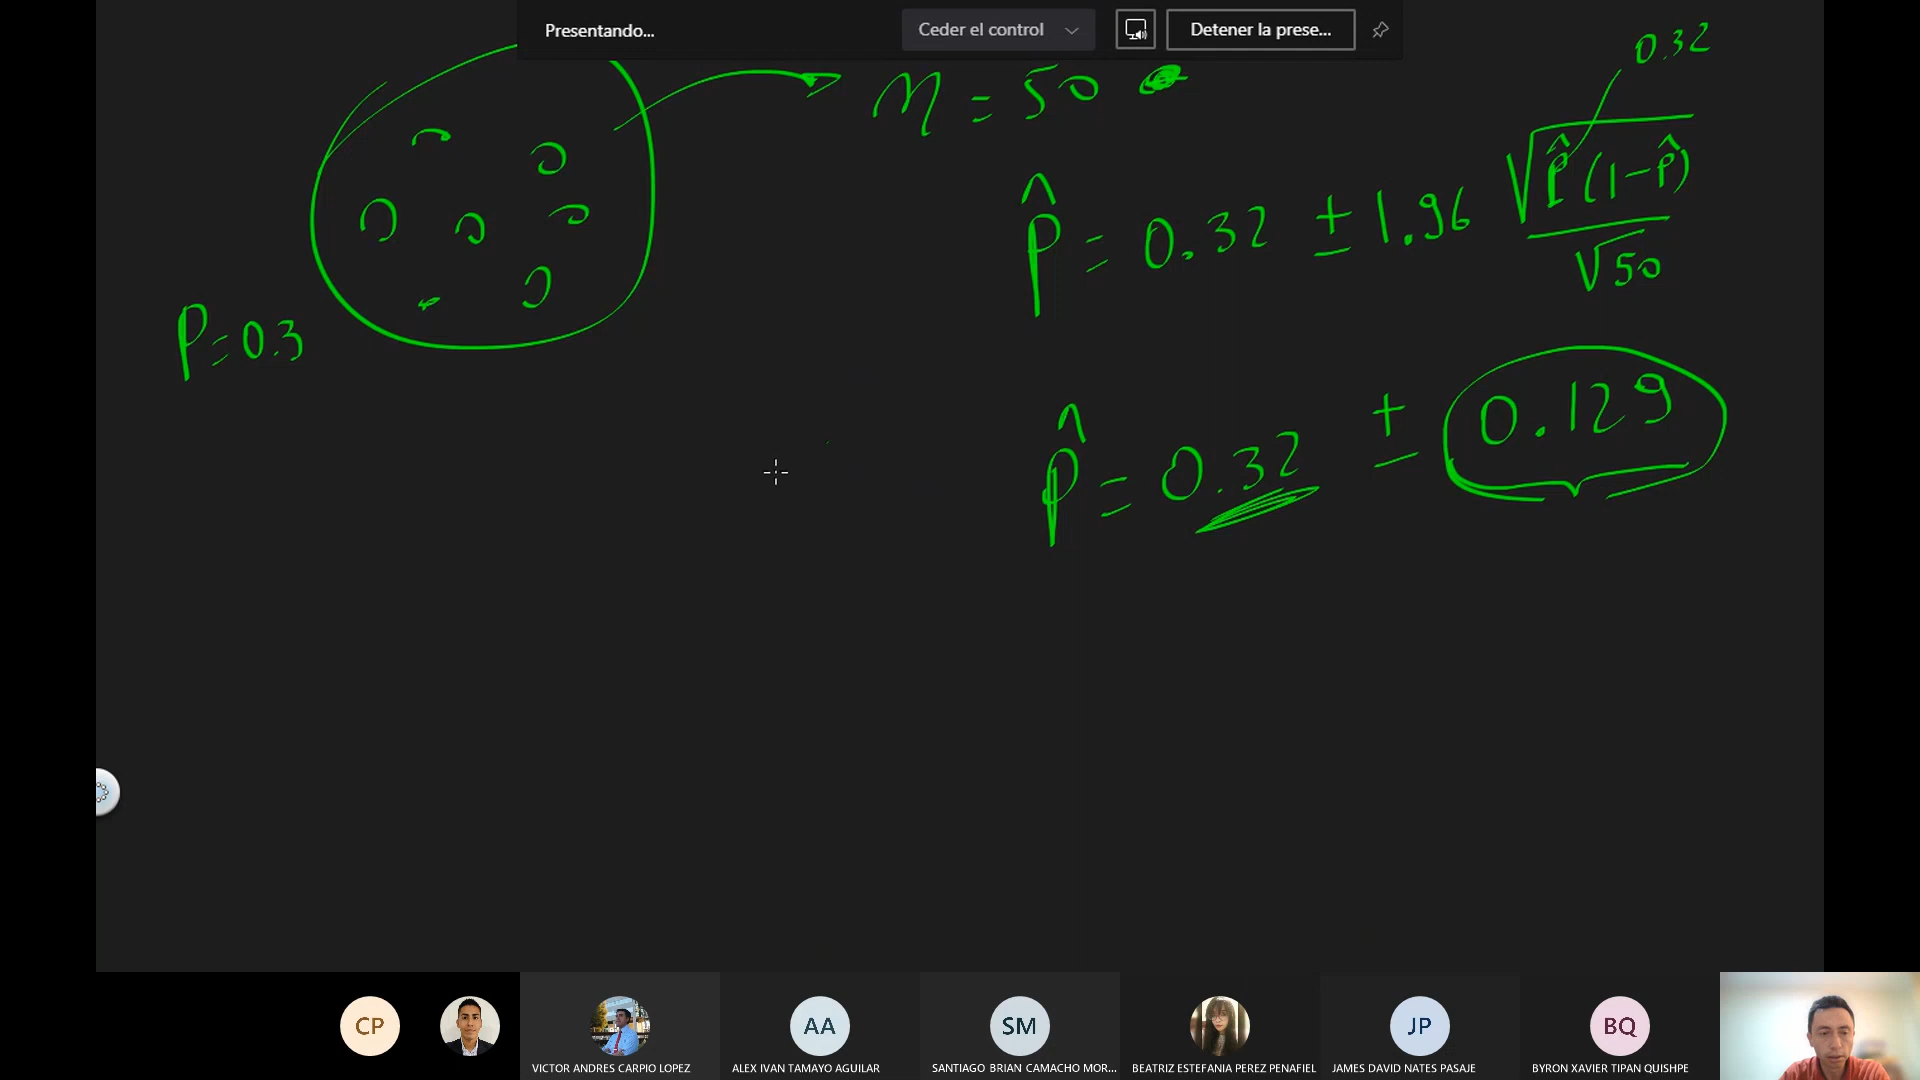 Presentando...
Ceder el control
Detener la prese...
0.32
n = 50
P̂ = 0.32 ± 1.96 √P̂(1-P̂) / √50
P=0.3
P̂ = 0.32 ± 0.129
CP
AA
SM
JP
BQ
VICTOR ANDRES CARPIO LOPEZ
ALEX IVAN TAMAYO AGUILAR
SANTIAGO BRIAN CAMACHO MOR...
BEATRIZ ESTEFANIA PEREZ PENAFIEL
JAMES DAVID NATES PASAJE
BYRON XAVIER TIPAN QUISHPE